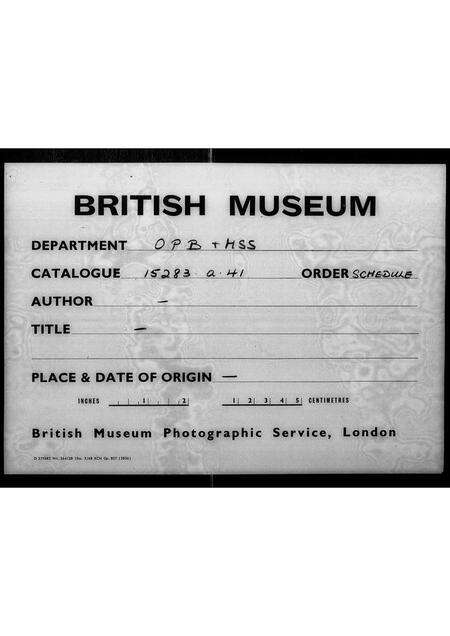 BRITISH MUSEUM
DEPARTMENT OPB + MSS
CATALOGUE 15283. a. 41 ORDER SCHEDULE
AUTHOR —
TITLE —
PLACE & DATE OF ORIGIN —
INCHES 1 2 1 2 3 4 5 CENTIMETRES
British Museum Photographic Service, London